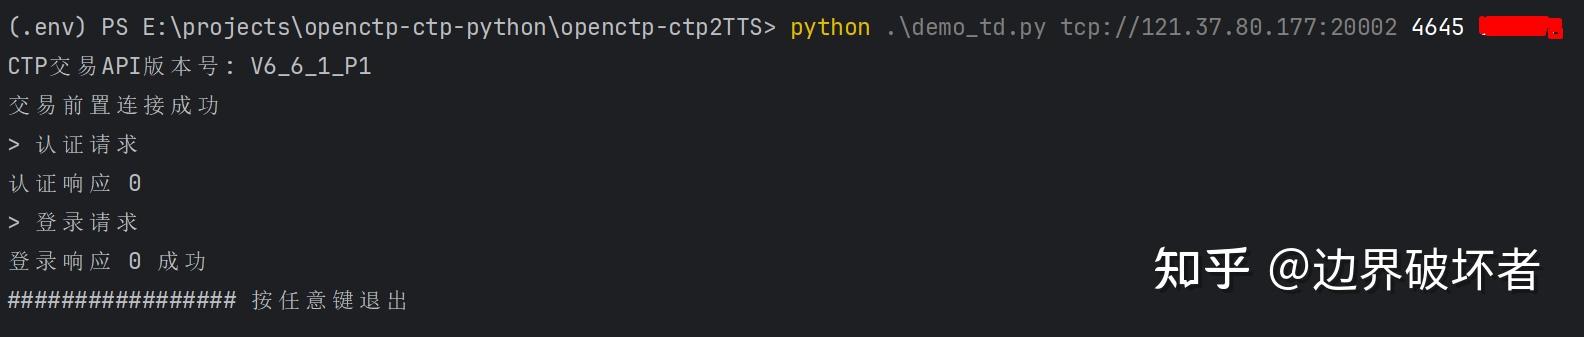 (.env) PS E:\projects\openctp-ctp-python\openctp-ctp2TTS> python .\demo_td.py tcp://121.37.80.177:20002 4645
CTP交易API版本号: V6_6_1_P1
交易前置连接成功
> 认证请求
认证响应 0
> 登录请求
登录响应 0 成功
################# 按任意键退出
知乎 @边界破坏者